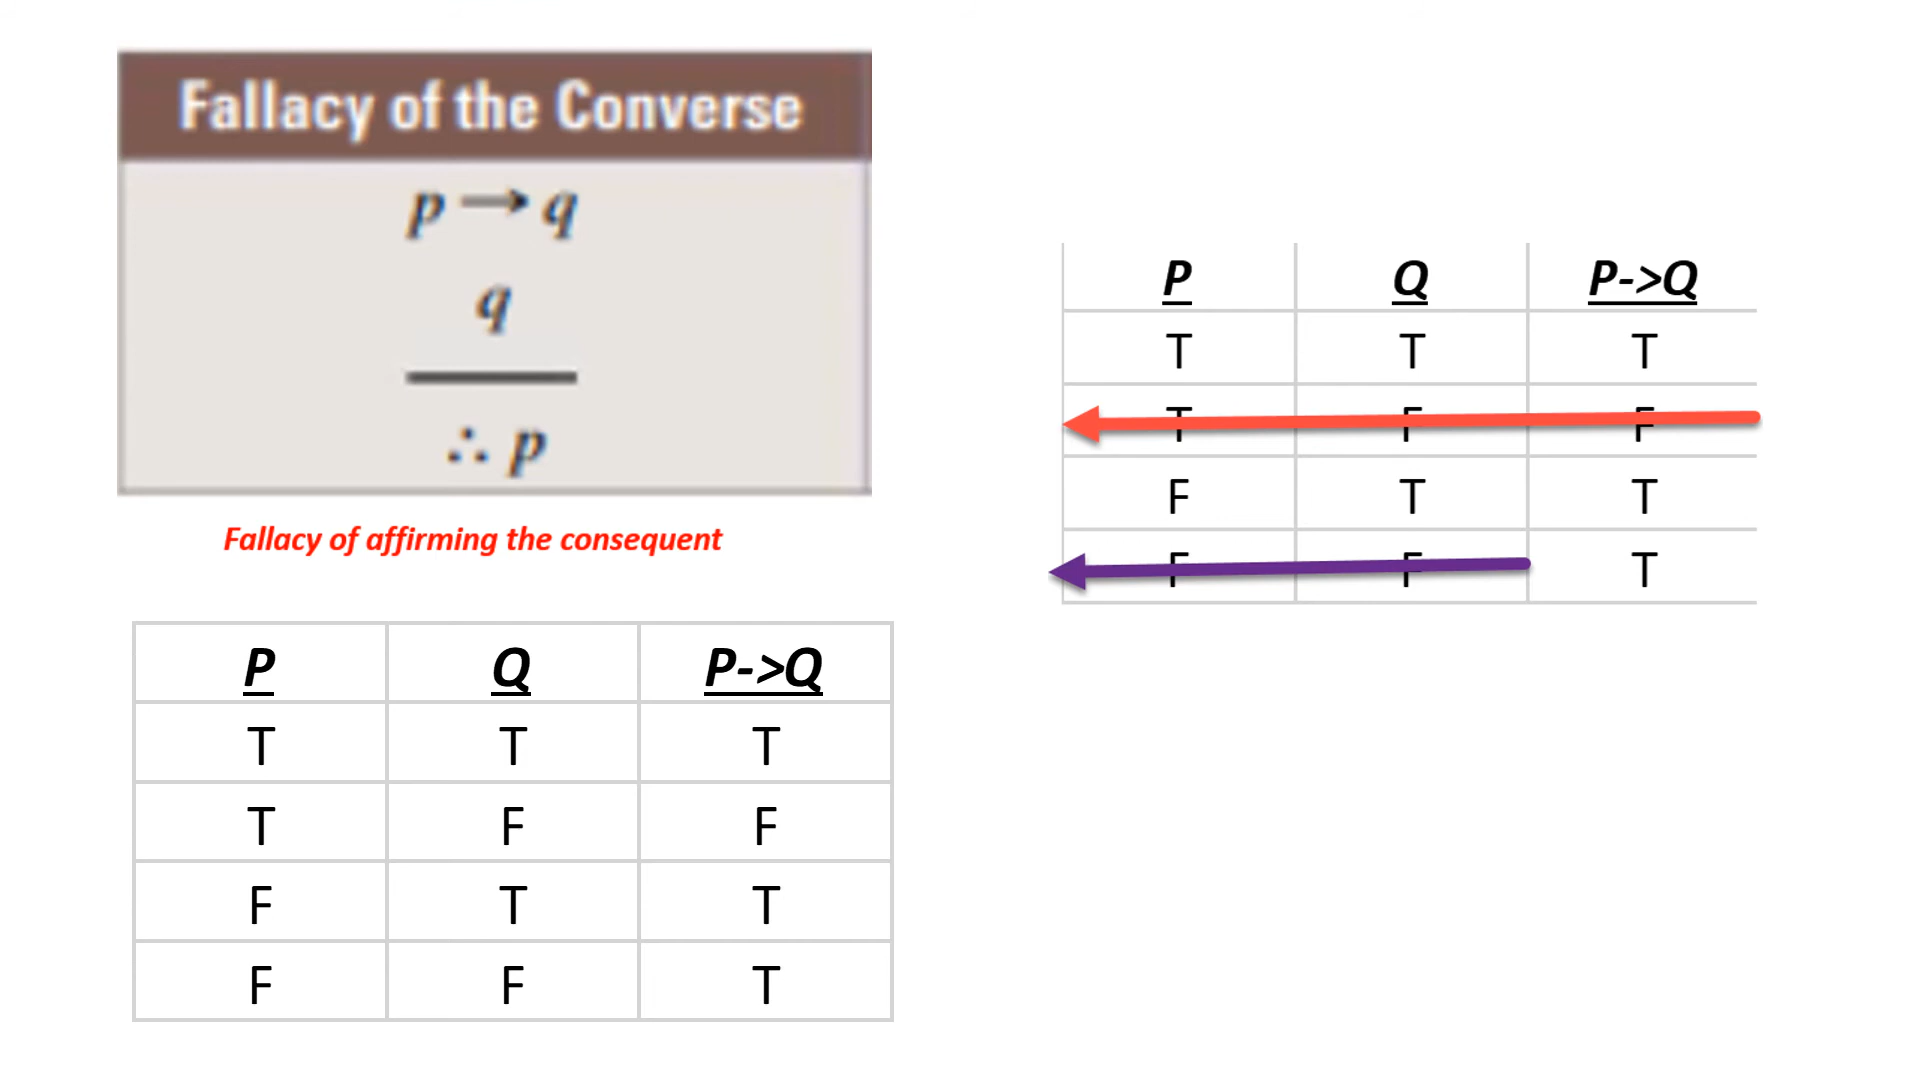 Fallacy of the Converse
p → q
q
∴ p
Fallacy of affirming the consequent
P Q P->Q
T T T
T F F
F T T
F F T
P Q P->Q
T T T
T F F
F T T
F F T